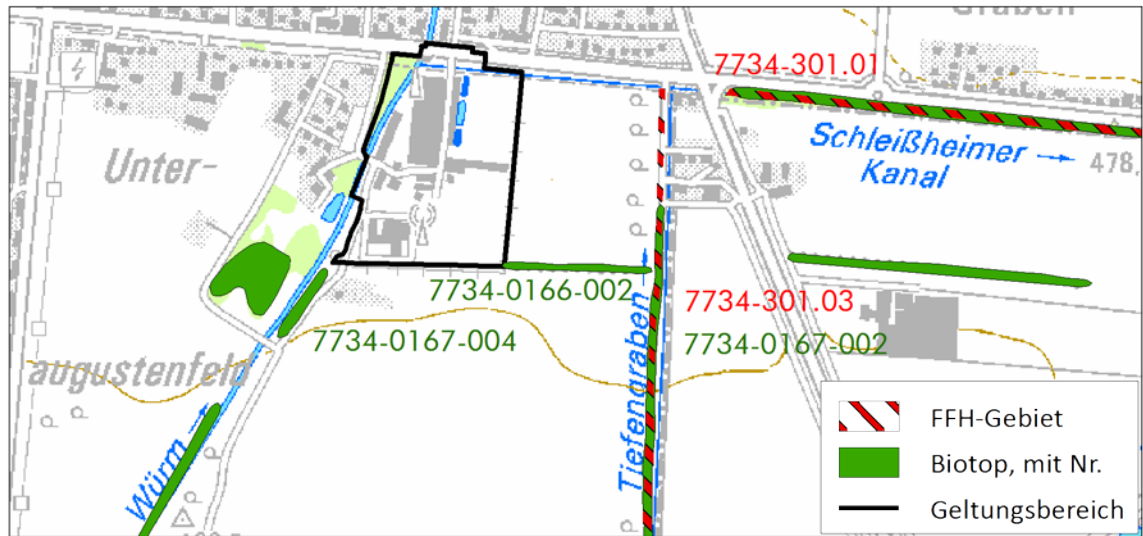 Graben
7734-301.01
Unter-
Schleißheimer
Kanal
478,
7734-0166-002
7734-301.03
7734-0167-004
7734-0167-002
augustenfeld
Würm
Tiefengraben
FFH-Gebiet
Biotop, mit Nr.
Geltungsbereich